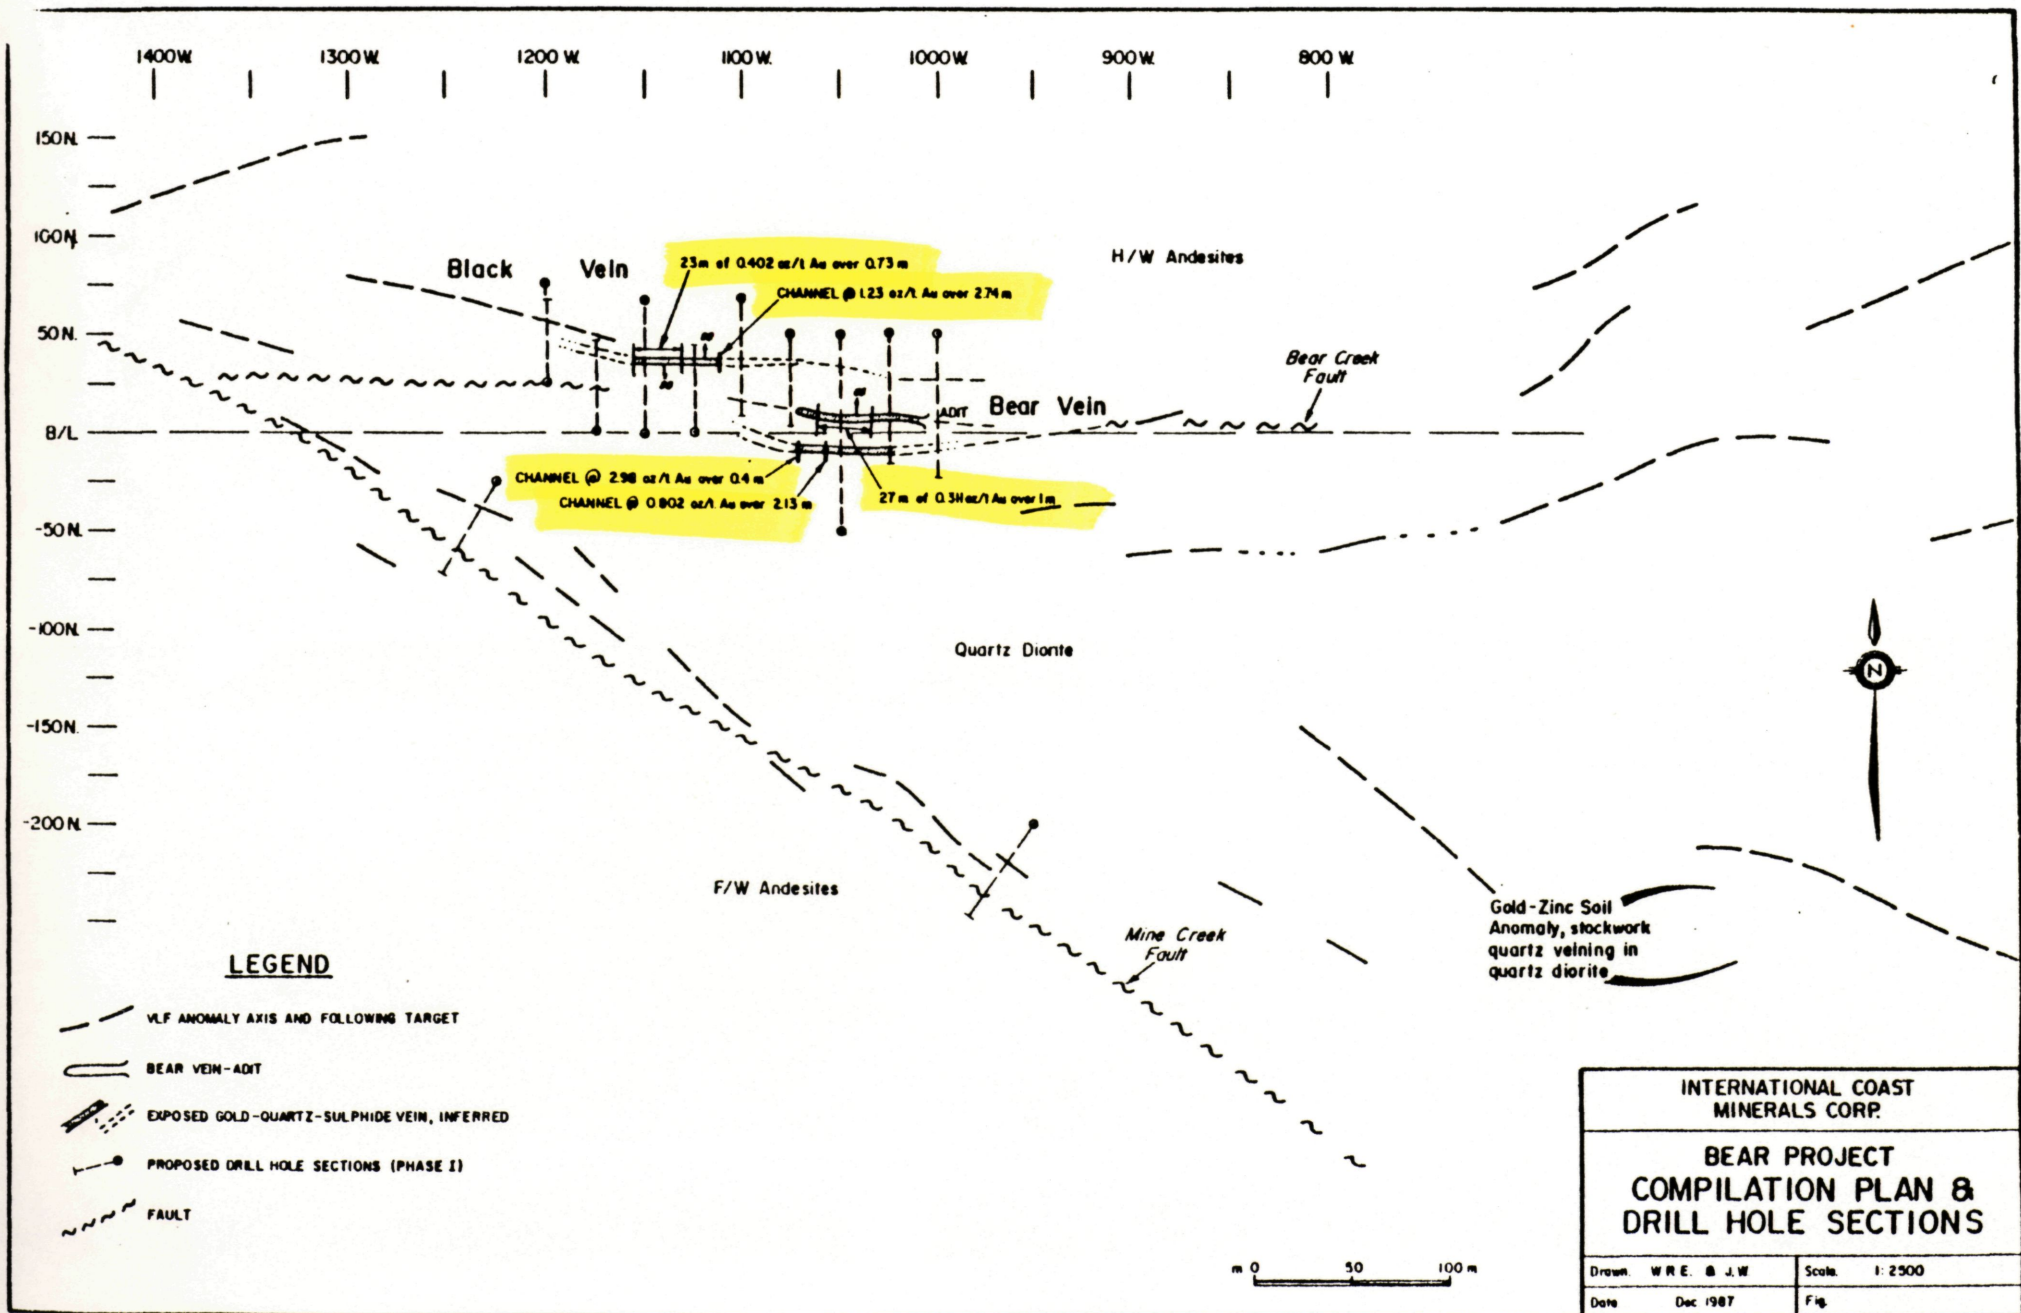 1400W. 1300W. 1200W. 1100W. 1000W. 900W. 800W.
150N.
100N.
50N.
B/L
-50N.
-100N.
-150N.
-200N.
Black Vein
23m of 0.402 oz/t Au over 0.73m
CHANNEL @ 1.23 oz/t Au over 2.74m
H/W Andesites
Bear Creek
Fault
ADIT
Bear Vein
CHANNEL @ 2.98 oz/t Au over 0.4m
CHANNEL @ 0.802 oz/t Au over 2.13m
27m of 0.311oz/t Au over 1m
Quartz Dionte
N
F/W Andesites
Mine Creek
Fault
Gold-Zinc Soil
Anomaly, stockwork
quartz veining in
quartz diorite
LEGEND
VLF ANOMALY AXIS AND FOLLOWING TARGET
BEAR VEIN-ADIT
EXPOSED GOLD-QUARTZ-SULPHIDE VEIN, INFERRED
PROPOSED DRILL HOLE SECTIONS (PHASE I)
FAULT
m 0 50 100 m
INTERNATIONAL COAST
MINERALS CORP.
BEAR PROJECT
COMPILATION PLAN &
DRILL HOLE SECTIONS
Drawn. W R E. & J.W Scale. 1:2500
Date Dec 1987 Fig.